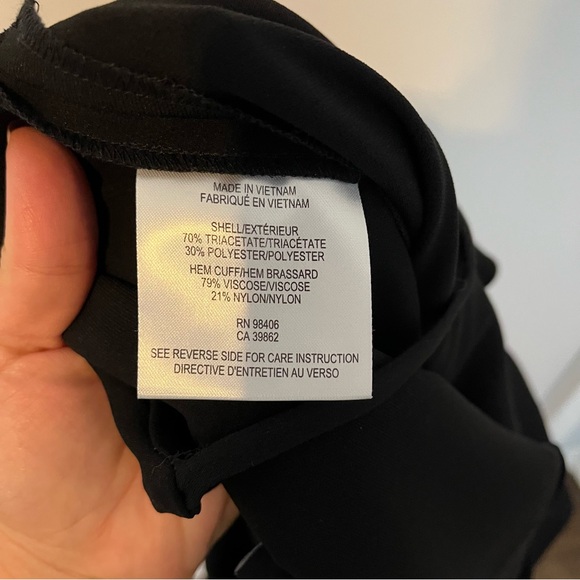 MADE IN VIETNAM
FABRIQUÉ EN VIETNAM
SHELL/EXTÉRIEUR
70% TRIACETATE/TRIACÉTATE
30% POLYESTER/POLYESTER
HEM CUFF/HEM BRASSARD
79% VISCOSE/VISCOSE
21% NYLON/NYLON
RN 98406
CA 39862
SEE REVERSE SIDE FOR CARE INSTRUCTION
DIRECTIVE D'ENTRETIEN AU VERSO